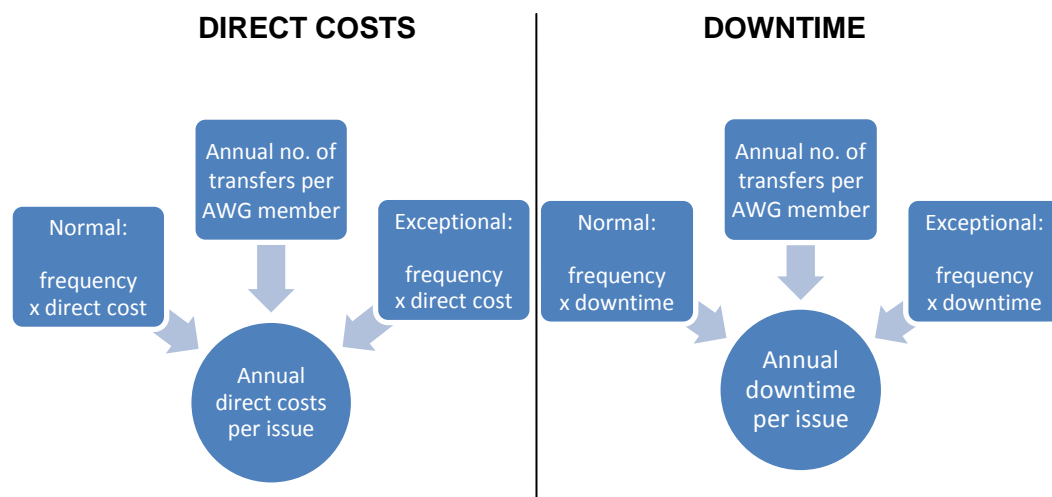 DIRECT COSTS
Annual no. of
transfers per
AWG member
Normal:
frequency
x direct cost
Exceptional:
frequency
x direct cost
Annual
direct costs
per issue
DOWNTIME
Annual no. of
transfers per
AWG member
Normal:
frequency
x downtime
Exceptional:
frequency
x downtime
Annual
downtime
per issue